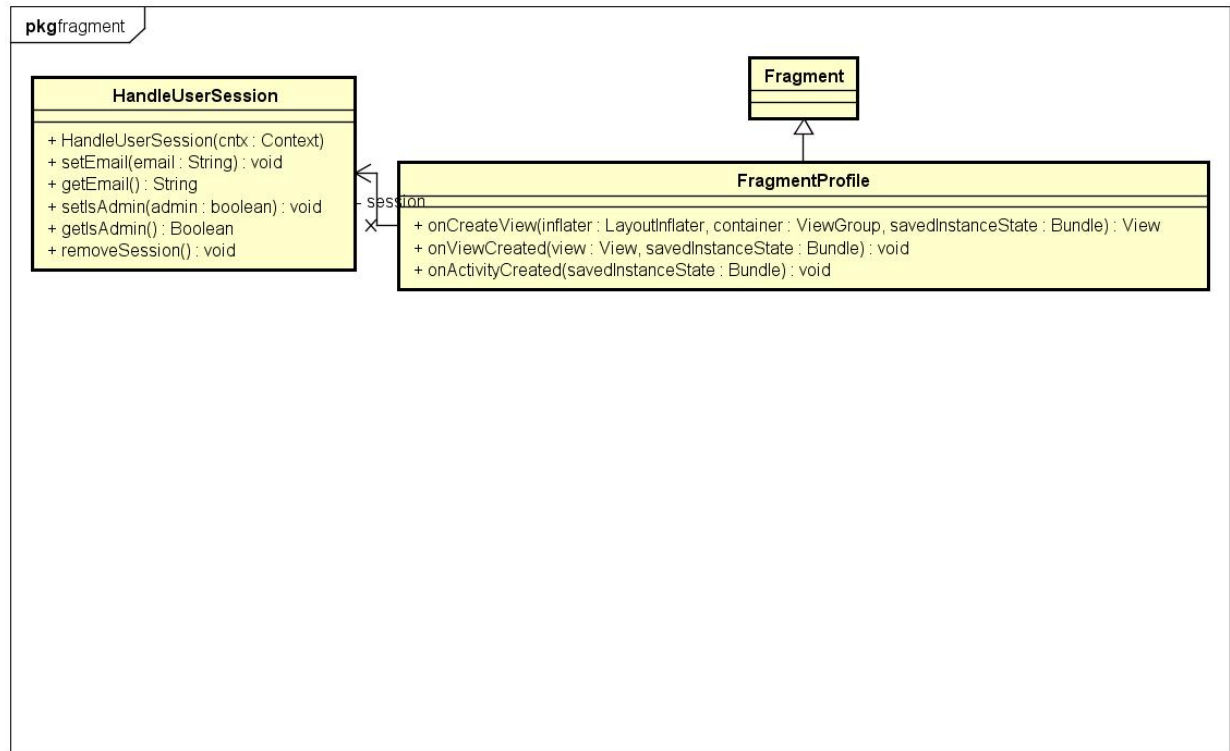 pkg fragment
HandleUserSession
+ HandleUserSession(cntx : Context)
+ setEmail(email : String) : void
+ getEmail() : String
+ setIsAdmin(admin : boolean) : void
+ getIsAdmin() : Boolean
+ removeSession() : void
- session
Fragment
FragmentProfile
+ onCreateView(inflater : LayoutInflater, container : ViewGroup, savedInstanceState : Bundle) : View
+ onViewCreated(view : View, savedInstanceState : Bundle) : void
+ onActivityCreated(savedInstanceState : Bundle) : void